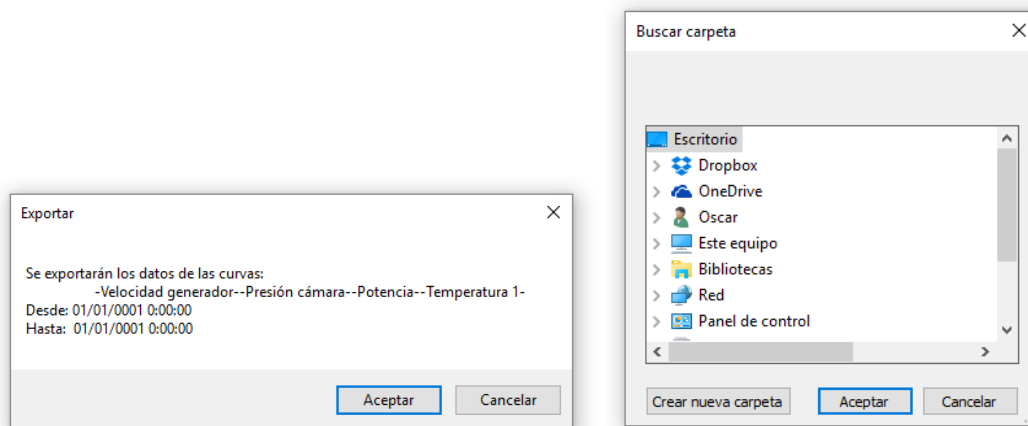 Exportar
Se exportarán los datos de las curvas:
-Velocidad generador--Presión cámara--Potencia--Temperatura 1-
Desde: 01/01/0001 0:00:00
Hasta: 01/01/0001 0:00:00
Aceptar
Cancelar
Buscar carpeta
Escritorio
Dropbox
OneDrive
Oscar
Este equipo
Bibliotecas
Red
Panel de control
Crear nueva carpeta
Aceptar
Cancelar